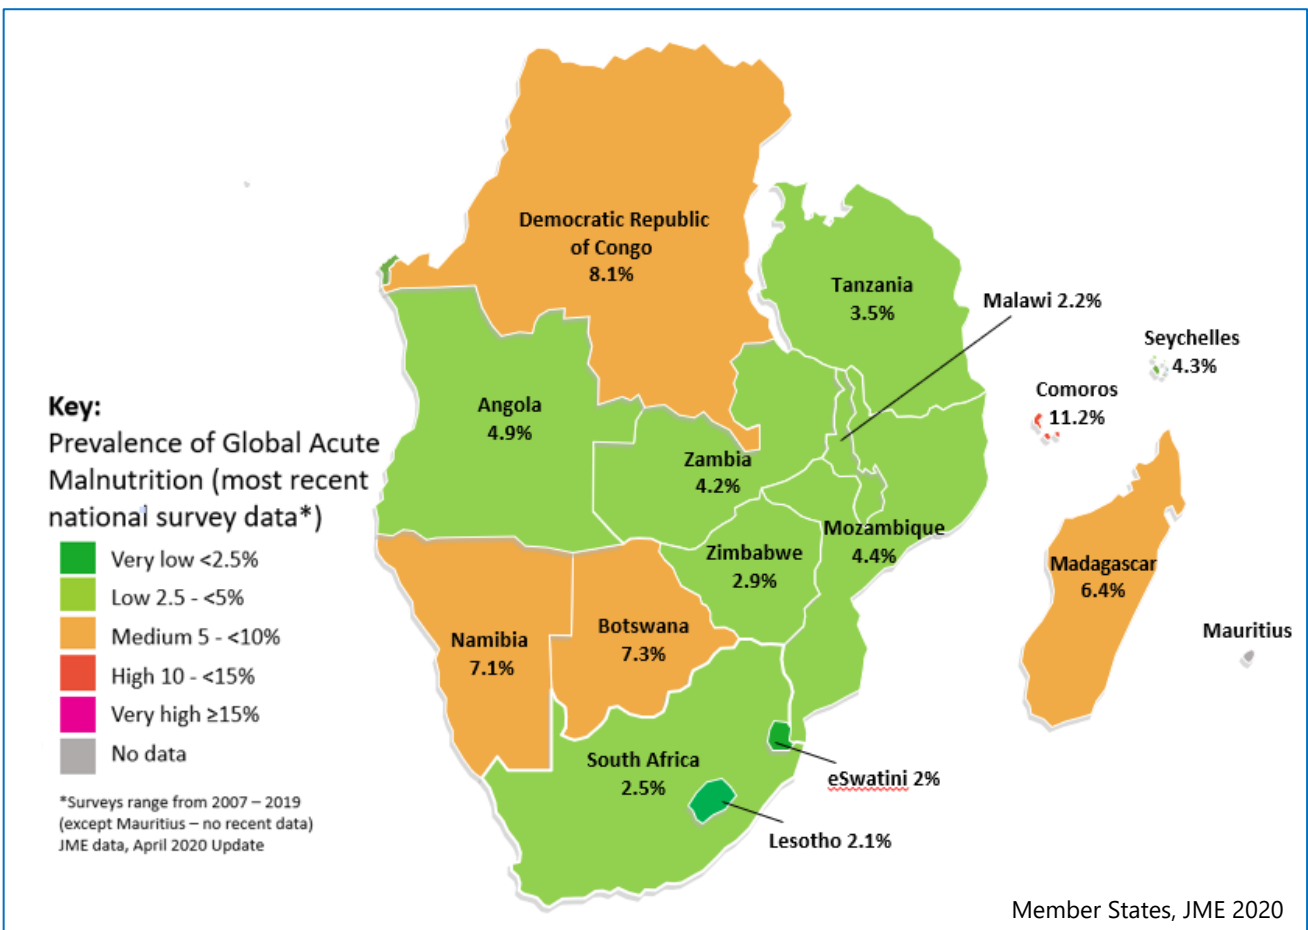 Democratic Republic
of Congo
8.1%
Tanzania
3.5%
Malawi 2.2%
Seychelles
4.3%
Comoros
11.2%
Angola
4.9%
Zambia
4.2%
Mozambique
4.4%
Zimbabwe
2.9%
Madagascar
6.4%
Mauritius
Namibia
7.1%
Botswana
7.3%
South Africa
2.5%
eSwatini 2%
Lesotho 2.1%
Key:
Prevalence of Global Acute
Malnutrition (most recent
national survey data*)
Very low <2.5%
Low 2.5 - <5%
Medium 5 - <10%
High 10 - <15%
Very high ≥15%
No data
*Surveys range from 2007 – 2019
(except Mauritius – no recent data)
JME data, April 2020 Update
Member States, JME 2020